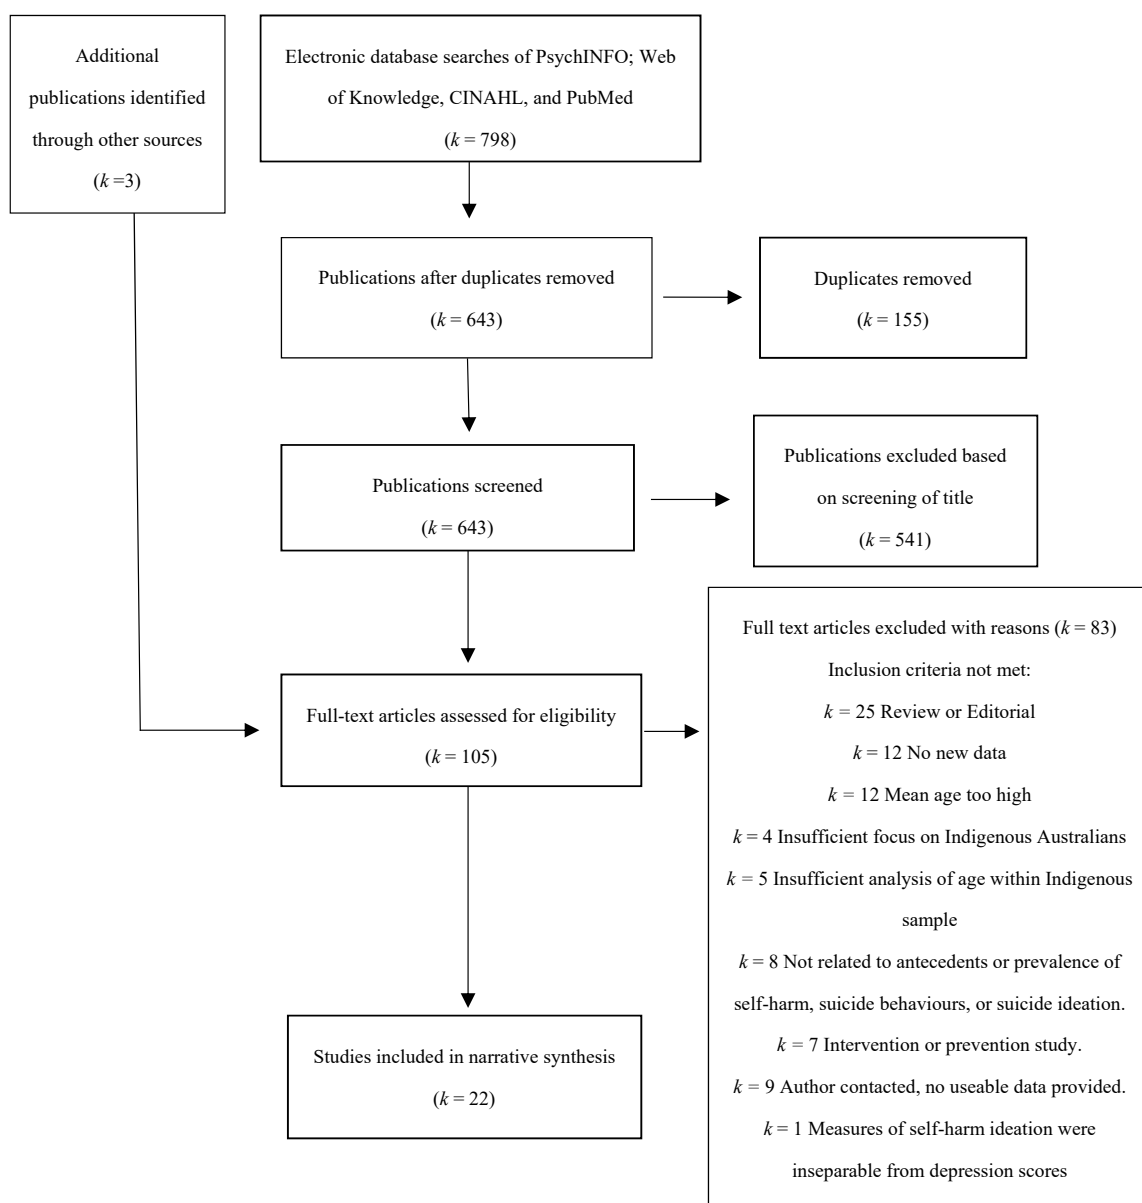 Additional
publications identified
through other sources
(k =3)
Electronic database searches of PsychINFO; Web
of Knowledge, CINAHL, and PubMed
(k = 798)
Publications after duplicates removed
(k = 643)
Duplicates removed
(k = 155)
Publications screened
(k = 643)
Publications excluded based
on screening of title
(k = 541)
Full-text articles assessed for eligibility
(k = 105)
Full text articles excluded with reasons (k = 83)
Inclusion criteria not met:
k = 25 Review or Editorial
k = 12 No new data
k = 12 Mean age too high
k = 4 Insufficient focus on Indigenous Australians
k = 5 Insufficient analysis of age within Indigenous
sample
k = 8 Not related to antecedents or prevalence of
self-harm, suicide behaviours, or suicide ideation.
k = 7 Intervention or prevention study.
k = 9 Author contacted, no useable data provided.
k = 1 Measures of self-harm ideation were
inseparable from depression scores
Studies included in narrative synthesis
(k = 22)